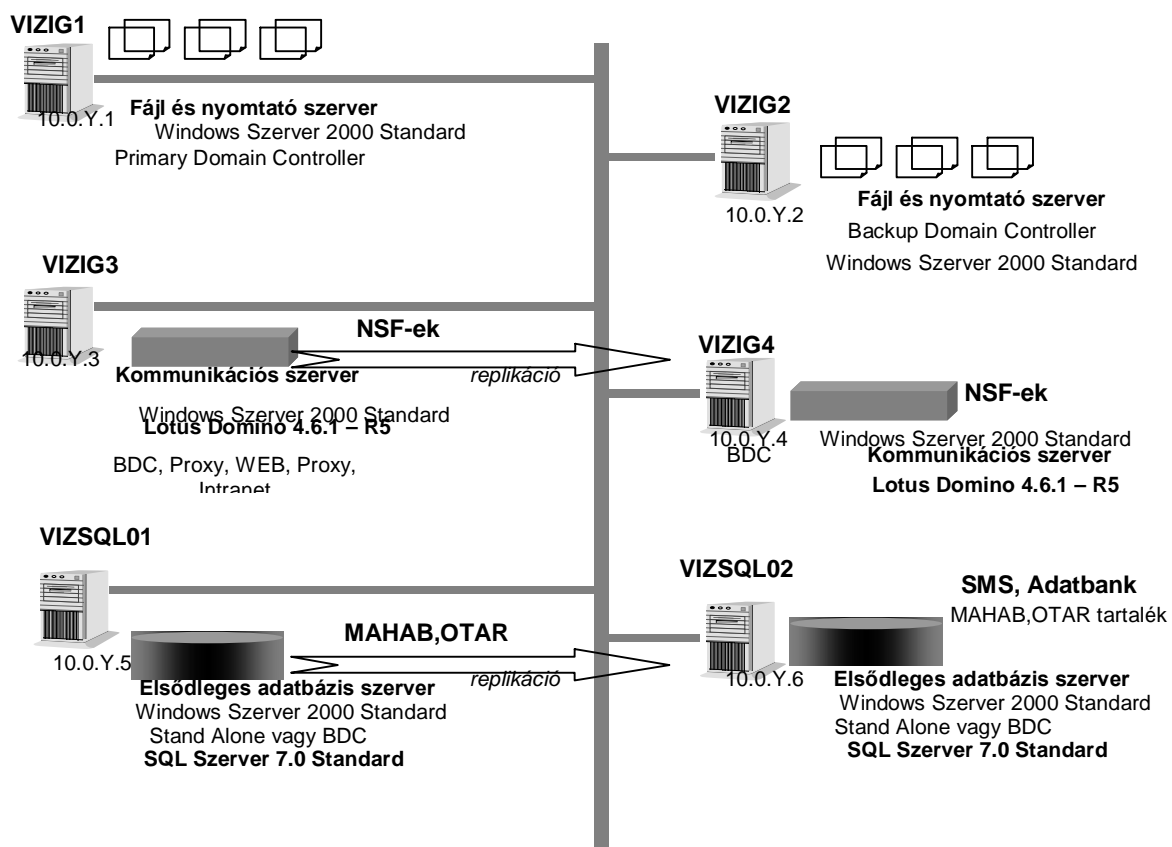 VIZIG1
10.0.Y.1
Fájl és nyomtató szerver
Windows Szerver 2000 Standard
Primary Domain Controller
VIZIG2
10.0.Y.2
Fájl és nyomtató szerver
Backup Domain Controller
Windows Szerver 2000 Standard
VIZIG3
10.0.Y.3
NSF-ek
replikáció
Kommunikációs szerver
Windows Szerver 2000 Standard
Lotus Domino 4.6.1 – R5
BDC, Proxy, WEB, Proxy,
Intranet
VIZIG4
10.0.Y.4
BDC
NSF-ek
Windows Szerver 2000 Standard
Kommunikációs szerver
Lotus Domino 4.6.1 – R5
VIZSQL01
10.0.Y.5
MAHAB,OTAR
replikáció
Elsődleges adatbázis szerver
Windows Szerver 2000 Standard
Stand Alone vagy BDC
SQL Szerver 7.0 Standard
VIZSQL02
10.0.Y.6
SMS, Adatbank
MAHAB,OTAR tartalék
Elsődleges adatbázis szerver
Windows Szerver 2000 Standard
Stand Alone vagy BDC
SQL Szerver 7.0 Standard